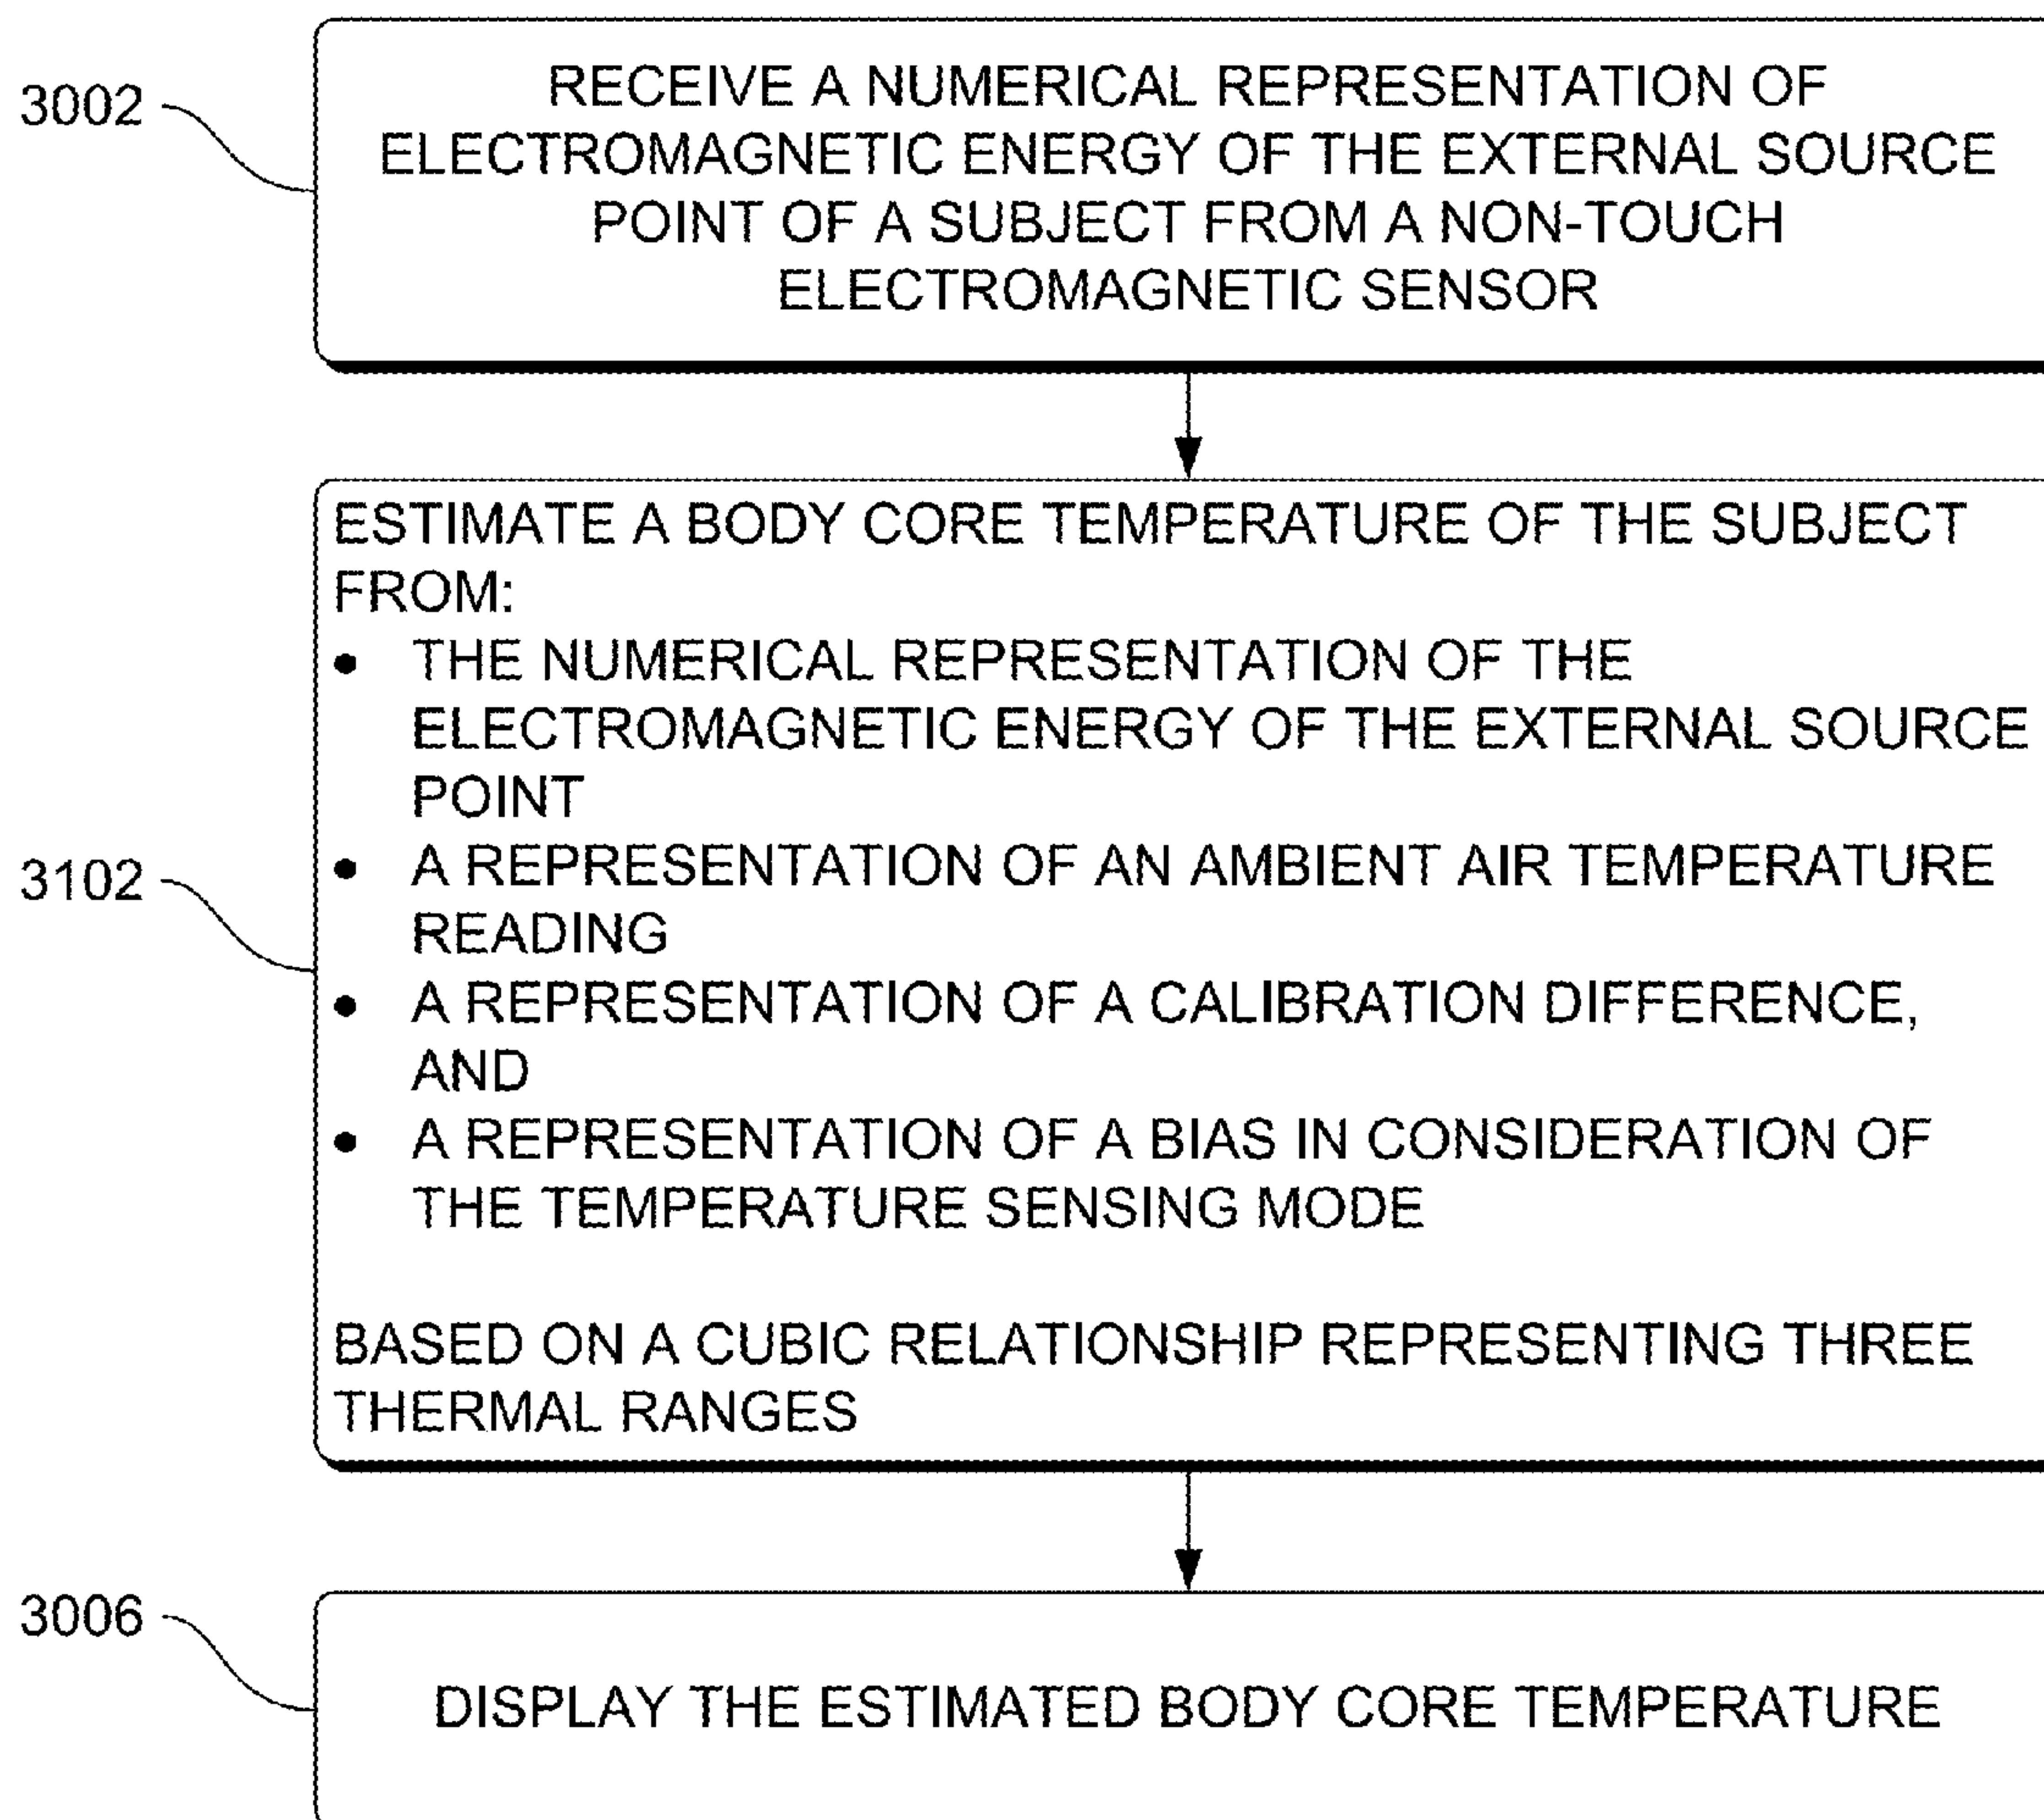 3002
RECEIVE A NUMERICAL REPRESENTATION OF
ELECTROMAGNETIC ENERGY OF THE EXTERNAL SOURCE
POINT OF A SUBJECT FROM A NON-TOUCH
ELECTROMAGNETIC SENSOR
3102
ESTIMATE A BODY CORE TEMPERATURE OF THE SUBJECT
FROM:
• THE NUMERICAL REPRESENTATION OF THE
ELECTROMAGNETIC ENERGY OF THE EXTERNAL SOURCE
POINT
• A REPRESENTATION OF AN AMBIENT AIR TEMPERATURE
READING
• A REPRESENTATION OF A CALIBRATION DIFFERENCE,
AND
• A REPRESENTATION OF A BIAS IN CONSIDERATION OF
THE TEMPERATURE SENSING MODE
BASED ON A CUBIC RELATIONSHIP REPRESENTING THREE
THERMAL RANGES
3006
DISPLAY THE ESTIMATED BODY CORE TEMPERATURE